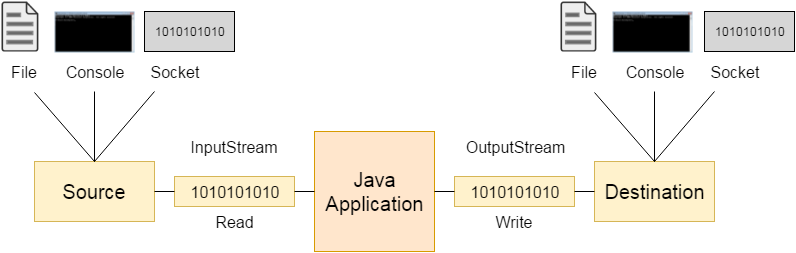 1010101010
1010101010
File
Console
Socket
File
Console
Socket
InputStream
OutputStream
Source
1010101010
Java
Application
1010101010
Destination
Read
Write